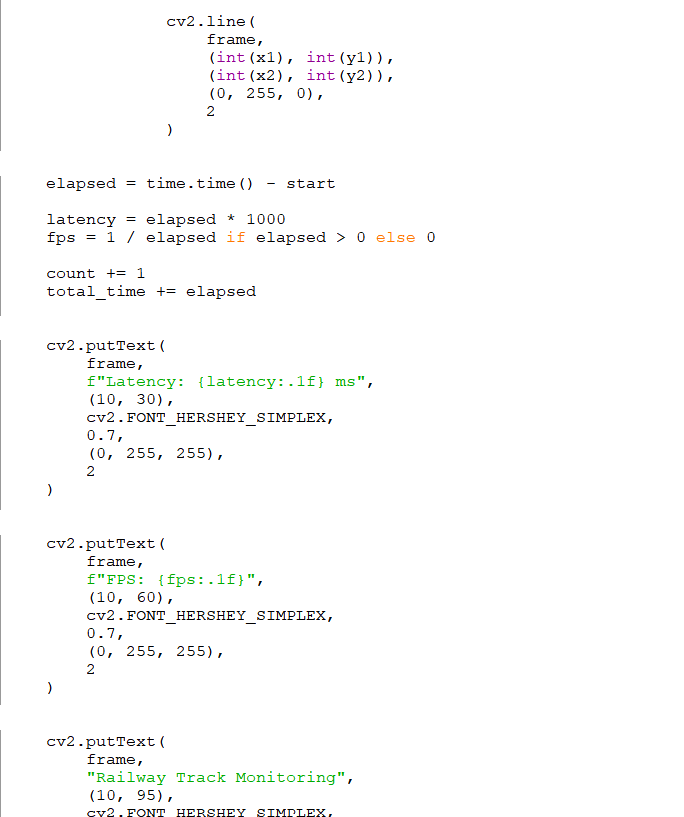 cv2.line(
frame,
(int(x1), int(y1)),
(int(x2), int(y2)),
(0, 255, 0),
2
)
elapsed = time.time() - start
latency = elapsed * 1000
fps = 1 / elapsed if elapsed > 0 else 0
count += 1
total_time += elapsed
cv2.putText(
frame,
f"Latency: {latency:.1f} ms",
(10, 30),
cv2.FONT_HERSHEY_SIMPLEX,
0.7,
(0, 255, 255),
2
)
cv2.putText(
frame,
f"FPS: {fps:.1f}",
(10, 60),
cv2.FONT_HERSHEY_SIMPLEX,
0.7,
(0, 255, 255),
2
)
cv2.putText(
frame,
"Railway Track Monitoring",
(10, 95),
cv2.FONT_HERSHEY_SIMPLEX,